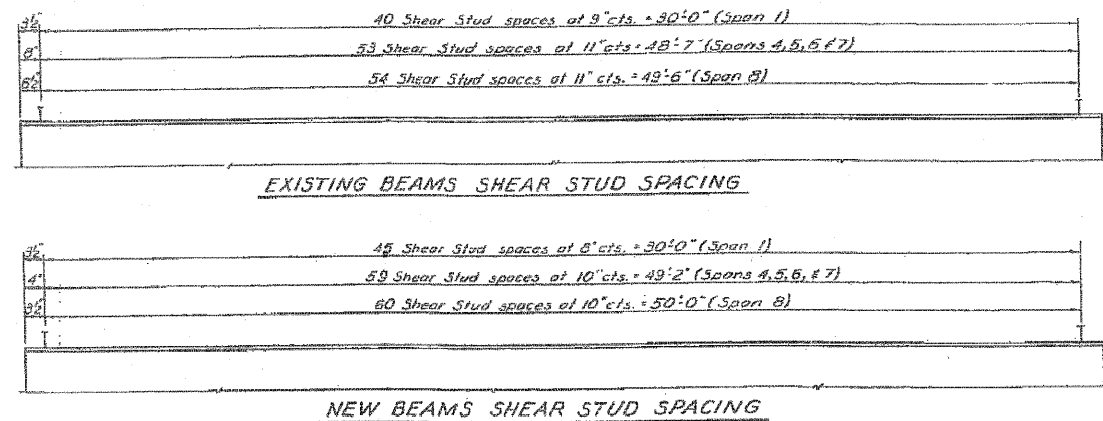 3½" 40 Shear Stud spaces at 9"cts. = 30'-0" (Span 1)
8" 53 Shear Stud spaces at 11"cts = 48'-7" (Spans 4,5,6 & 7)
6½" 54 Shear Stud spaces at 11"cts. = 49'-6" (Span 8)
EXISTING BEAMS SHEAR STUD SPACING
3½" 45 Shear Stud spaces at 8"cts. = 30'-0" (Span 1)
4" 59 Shear Stud spaces at 10"cts. = 49'-2" (Spans 4,5,6, & 7)
3½" 60 Shear Stud spaces at 10"cts. = 50'-0" (Span 8)
NEW BEAMS SHEAR STUD SPACING